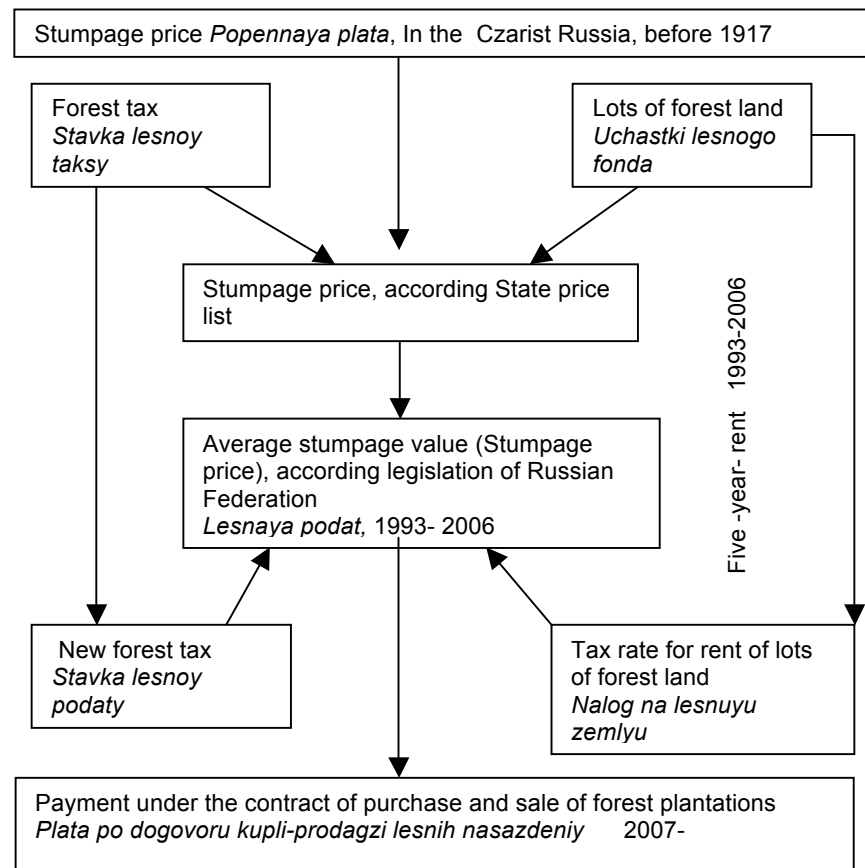 Stumpage price Popennaya plata, In the Czarist Russia, before 1917
Forest tax
Stavka lesnoy
taksy
Lots of forest land
Uchastki lesnogo
fonda
Stumpage price, according State price
list
Five -year- rent 1993-2006
Average stumpage value (Stumpage
price), according legislation of Russian
Federation
Lesnaya podat, 1993- 2006
New forest tax
Stavka lesnoy
podaty
Tax rate for rent of lots
of forest land
Nalog na lesnuyu
zemlyu
Payment under the contract of purchase and sale of forest plantations
Plata po dogovoru kupli-prodagzi lesnih nasazdeniy 2007-